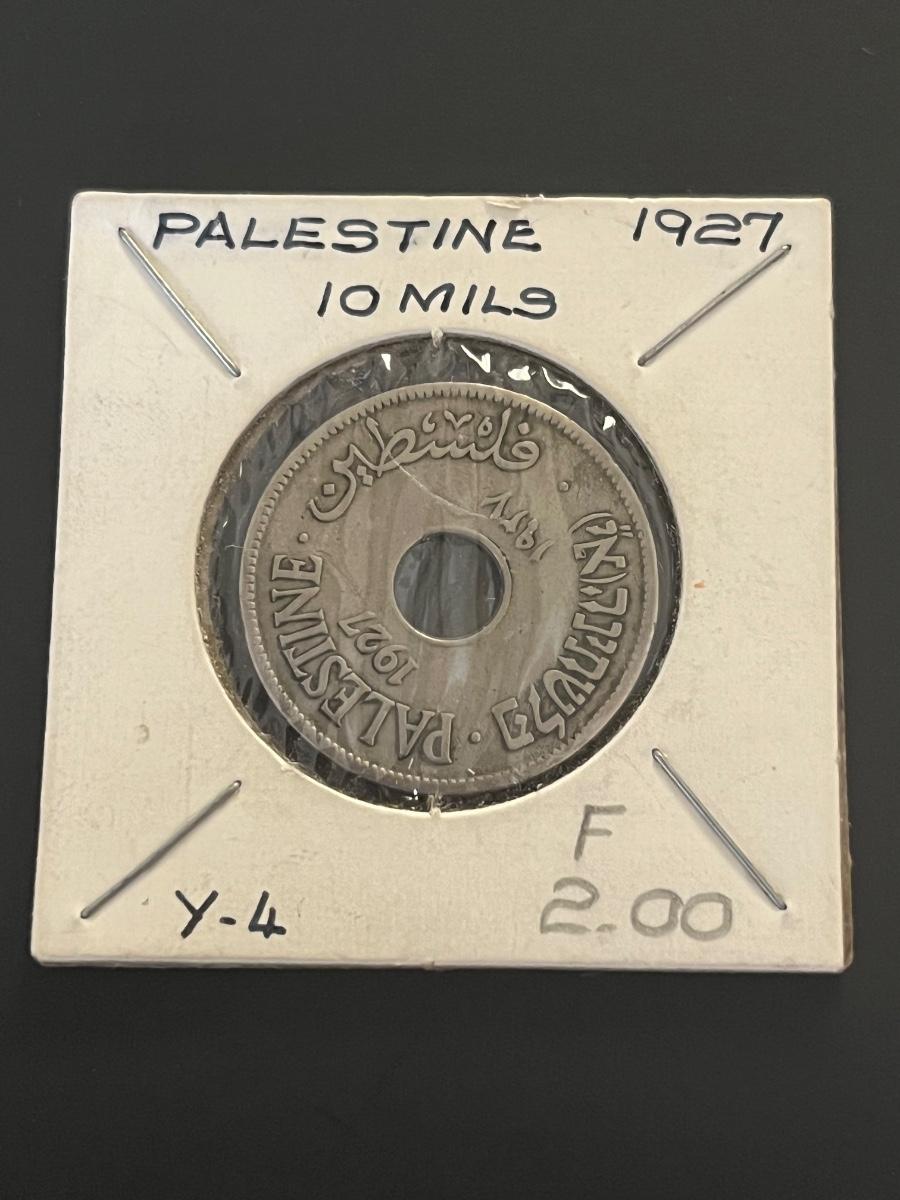 PALESTINE 1927
10 MILS
فلسطين
١٩٢٧
PALESTINE
1927
פלשתינה (א״י)
Y-4
F
2.00